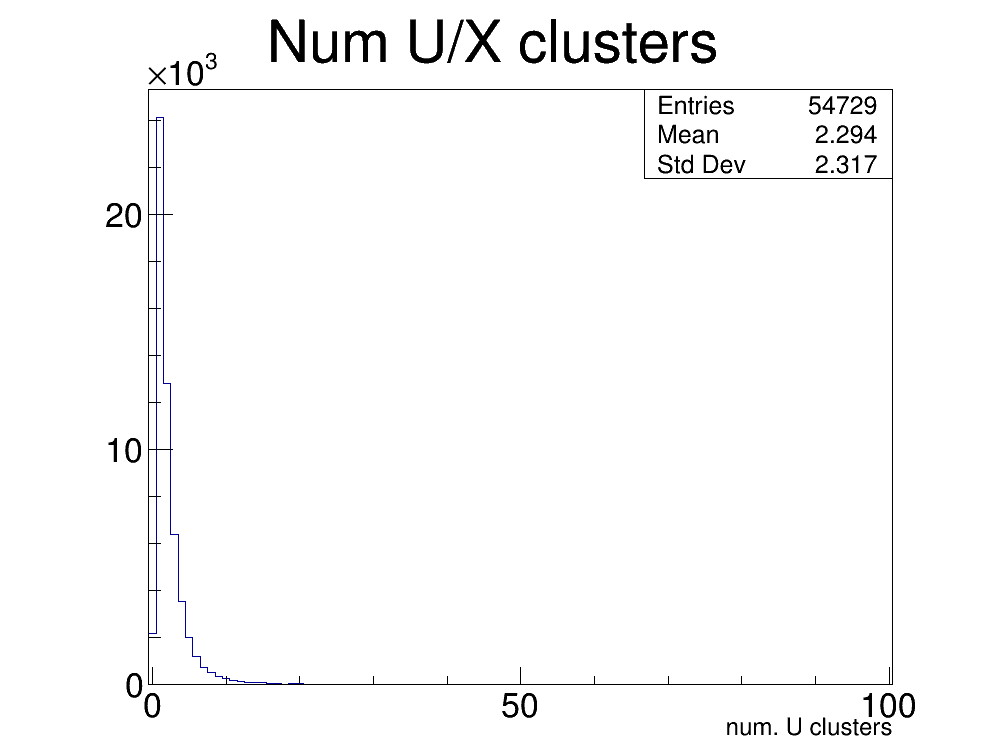 Num U/X clusters
×10³
Entries 54729
Mean 2.294
Std Dev 2.317
20
10
0
0 50 100
num. U clusters